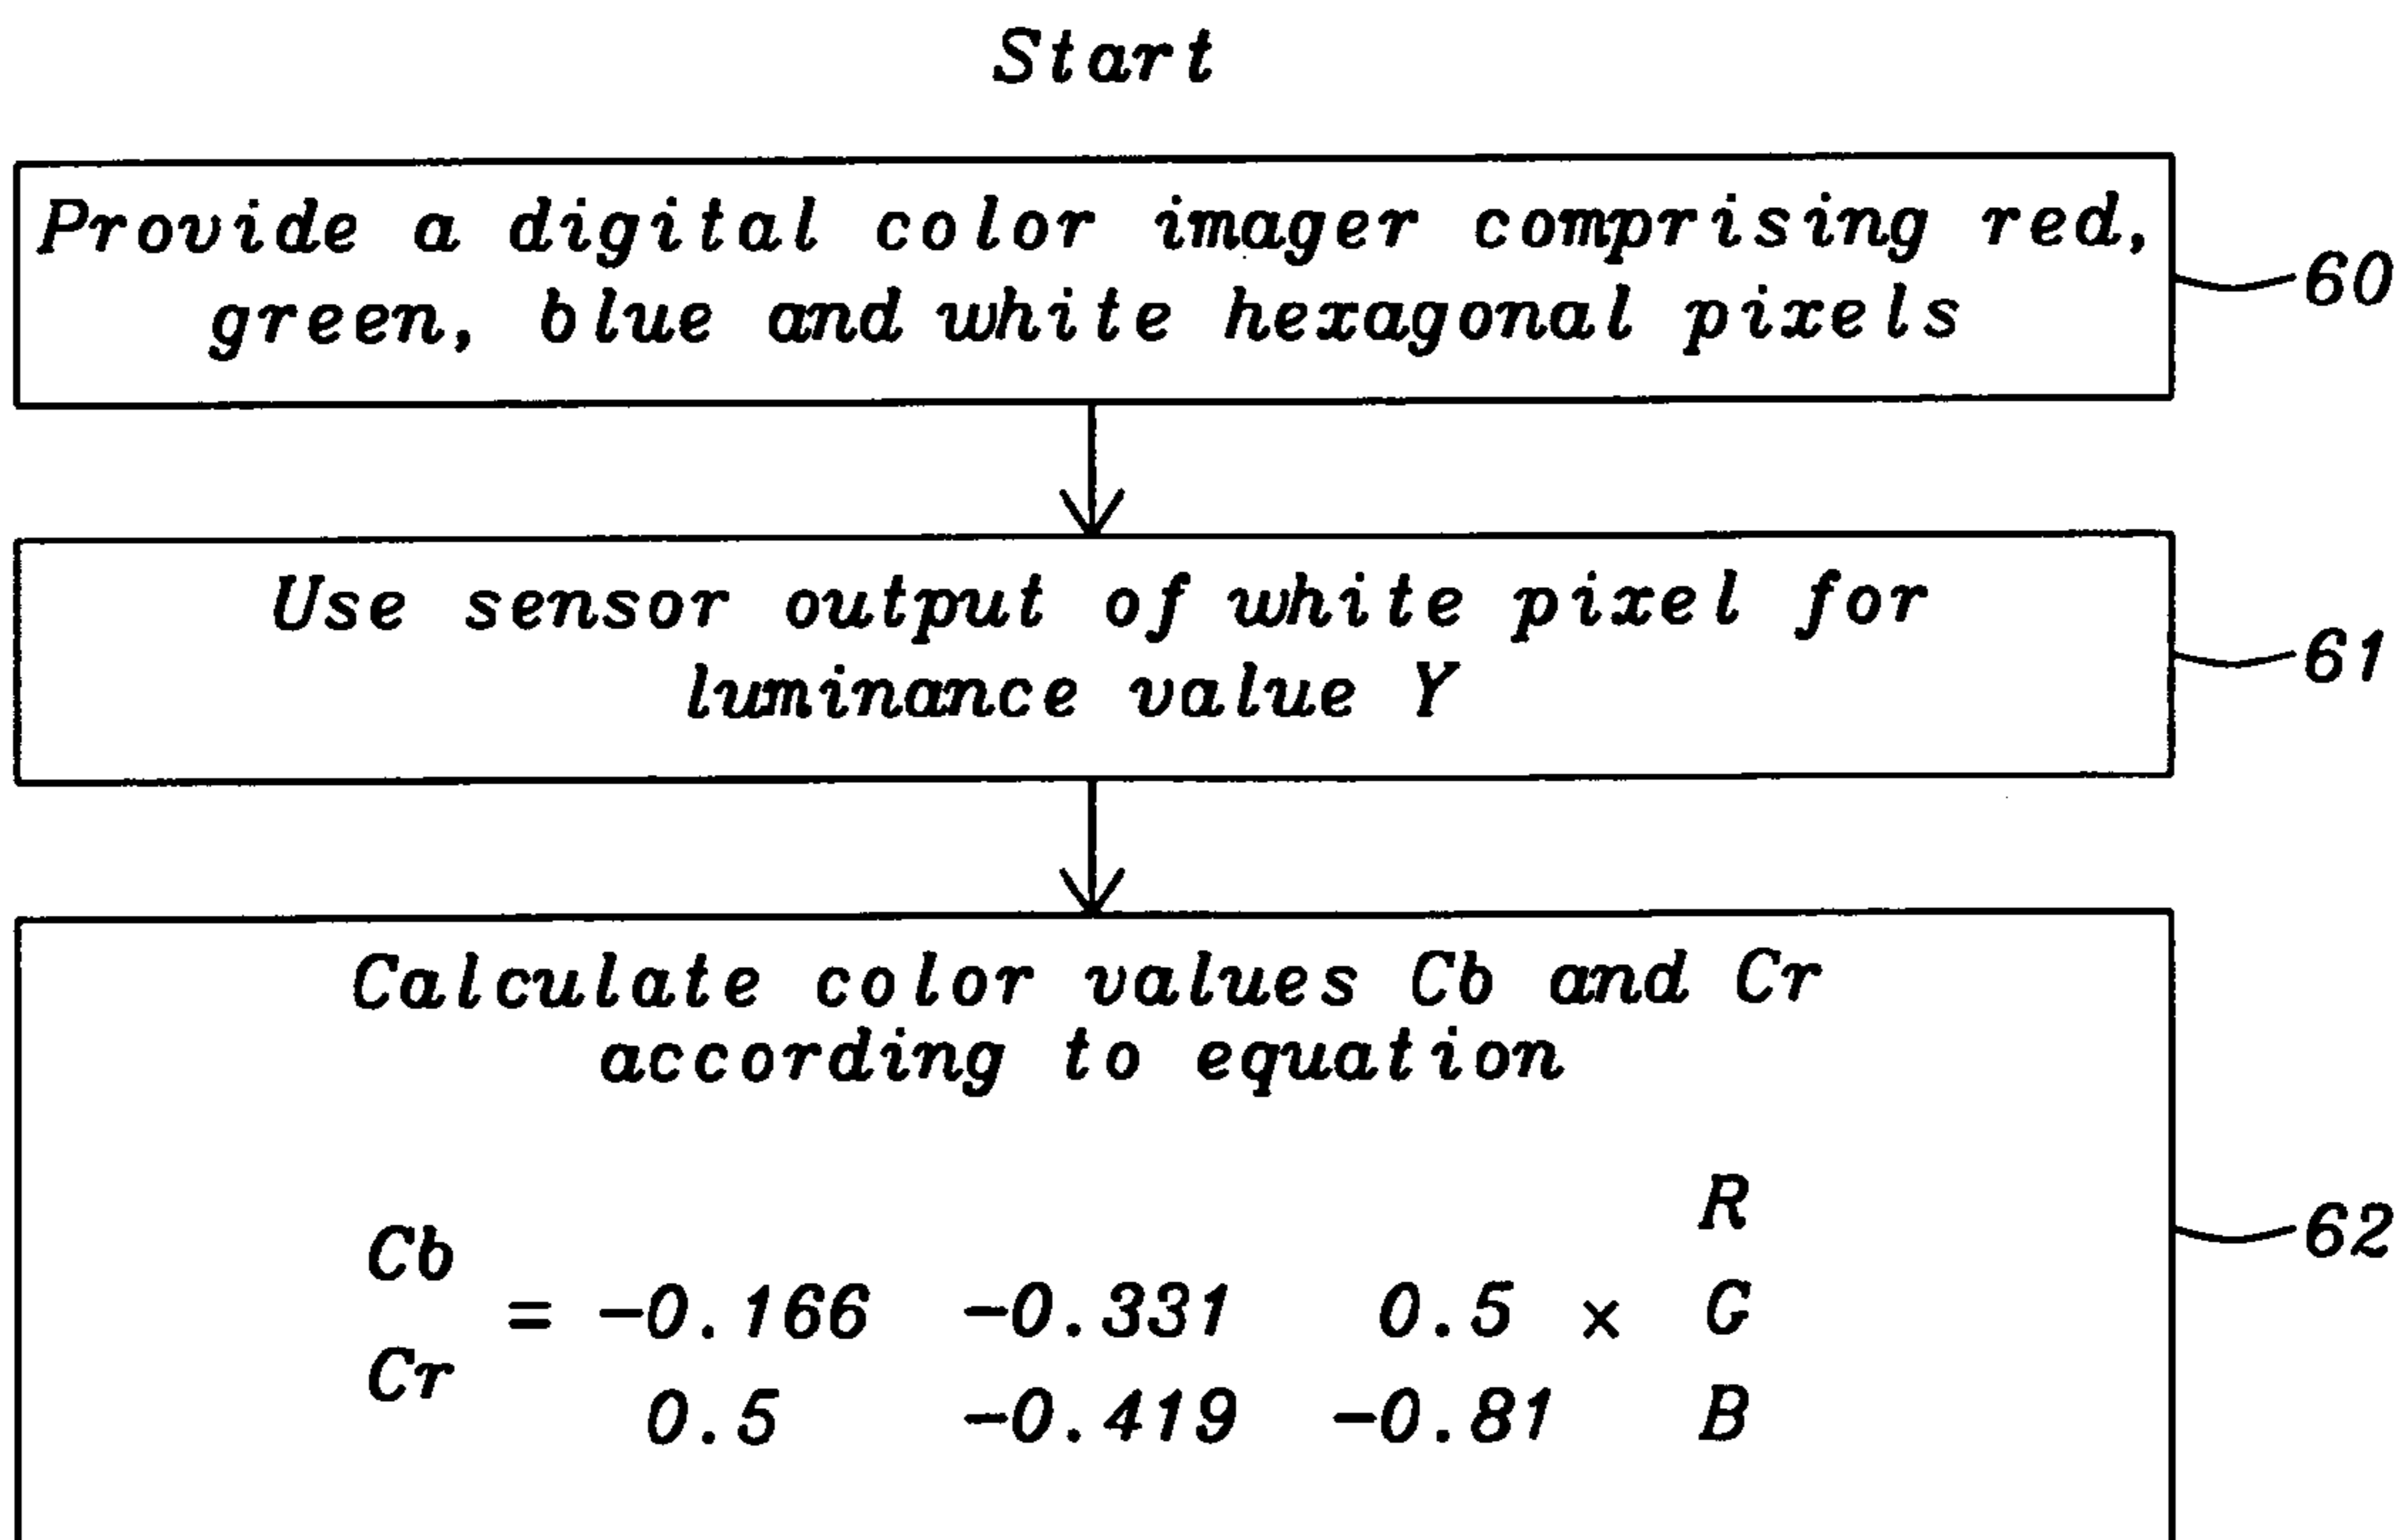 Start
Provide a digital color imager comprising red,
green, blue and white hexagonal pixels
60
Use sensor output of white pixel for
luminance value Y
61
Calculate color values Cb and Cr
according to equation
R
Cb
= -0.166 -0.331 0.5 × G
Cr
0.5 -0.419 -0.81 B
62